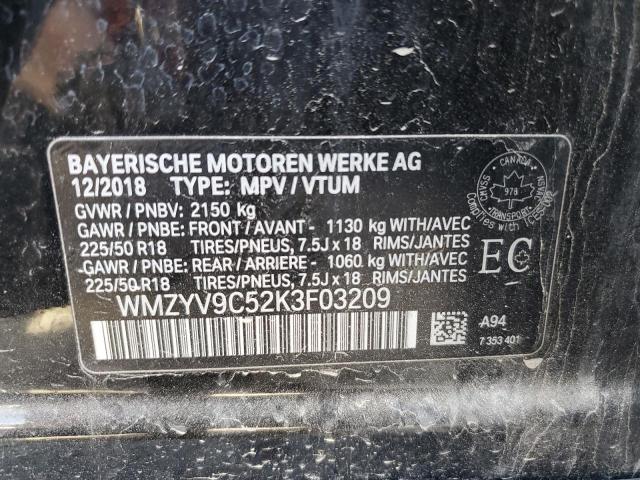 BAYERISCHE MOTOREN WERKE AG
12/2018 TYPE: MPV/VTUM
GVWR / PNBV: 2150 kg
GAWR / PNBE: FRONT / AVANT - 1130 kg WITH/AVEC
225/50 R18 TIRES/PNEUS, 7.5J x 18 RIMS/JANTES
GAWR / PNBE: REAR / ARRIERE - 1060 kg WITH/AVEC
225/50 R18 TIRES/PNEUS, 7.5J x 18 RIMS/JANTES
WMZYV9C52K3F03209
CANADA
CMVSS
978
TRANSPORT
EC
A94
7 353 401